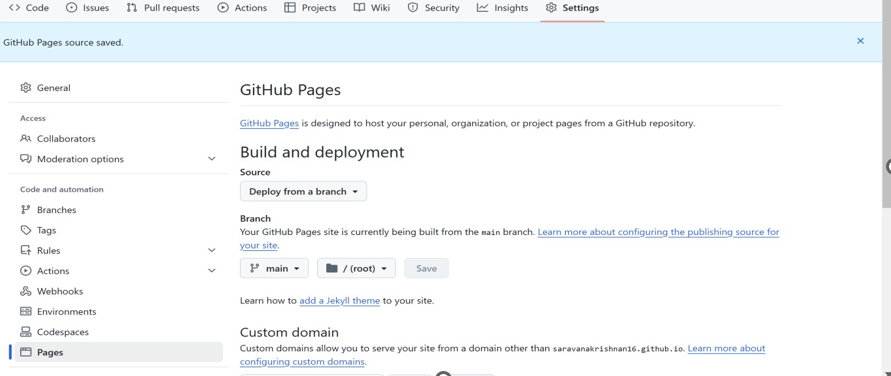 Code
Issues
Pull requests
Actions
Projects
Wiki
Security
Insights
Settings
GitHub Pages source saved.
General
Access
Collaborators
Moderation options
Code and automation
Branches
Tags
Rules
Actions
Webhooks
Environments
Codespaces
Pages
GitHub Pages
GitHub Pages is designed to host your personal, organization, or project pages from a GitHub repository.
Build and deployment
Source
Deploy from a branch
Branch
Your GitHub Pages site is currently being built from the main branch. Learn more about configuring the publishing source for
your site.
main
/ (root)
Save
Learn how to add a Jekyll theme to your site.
Custom domain
Custom domains allow you to serve your site from a domain other than saravanakrishnan16.github.io. Learn more about
configuring custom domains.